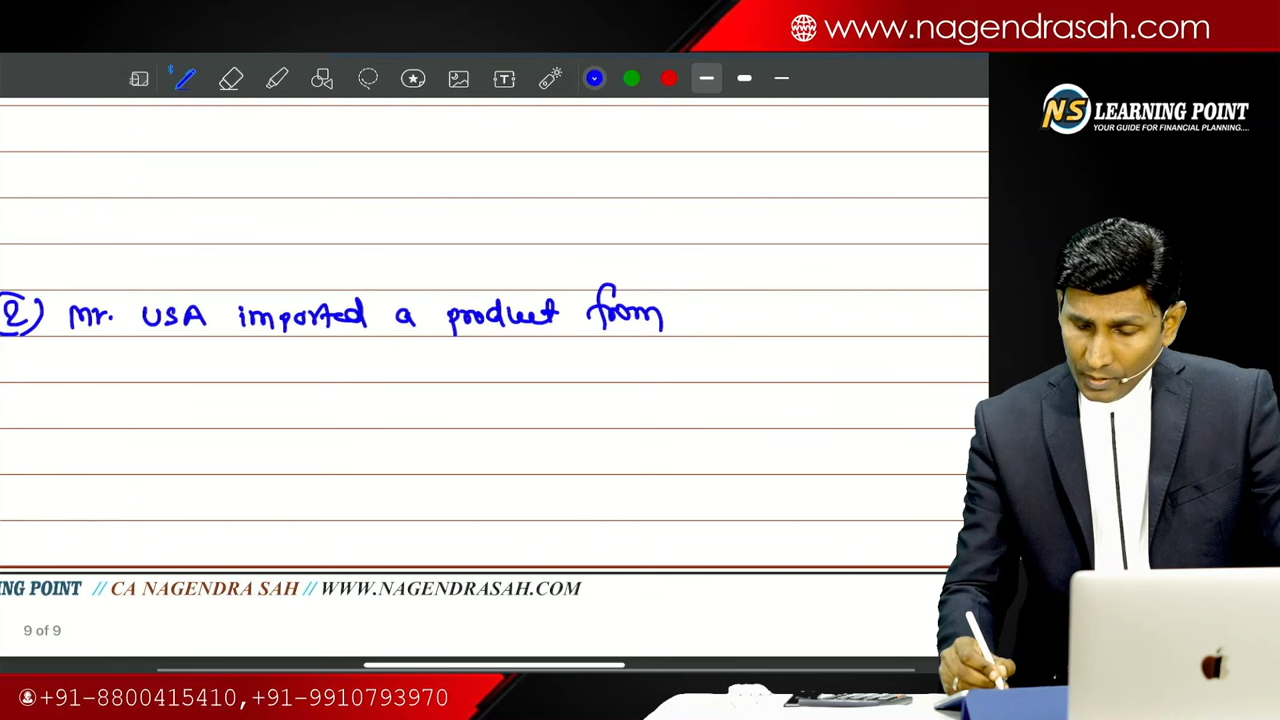 www.nagendrasah.com
NS LEARNING POINT
YOUR GUIDE FOR FINANCIAL PLANNING....
(2) Mr. USA imported a product from
NG POINT // CA NAGENDRA SAH // WWW.NAGENDRASAH.COM
9 of 9
+91-8800415410,+91-9910793970